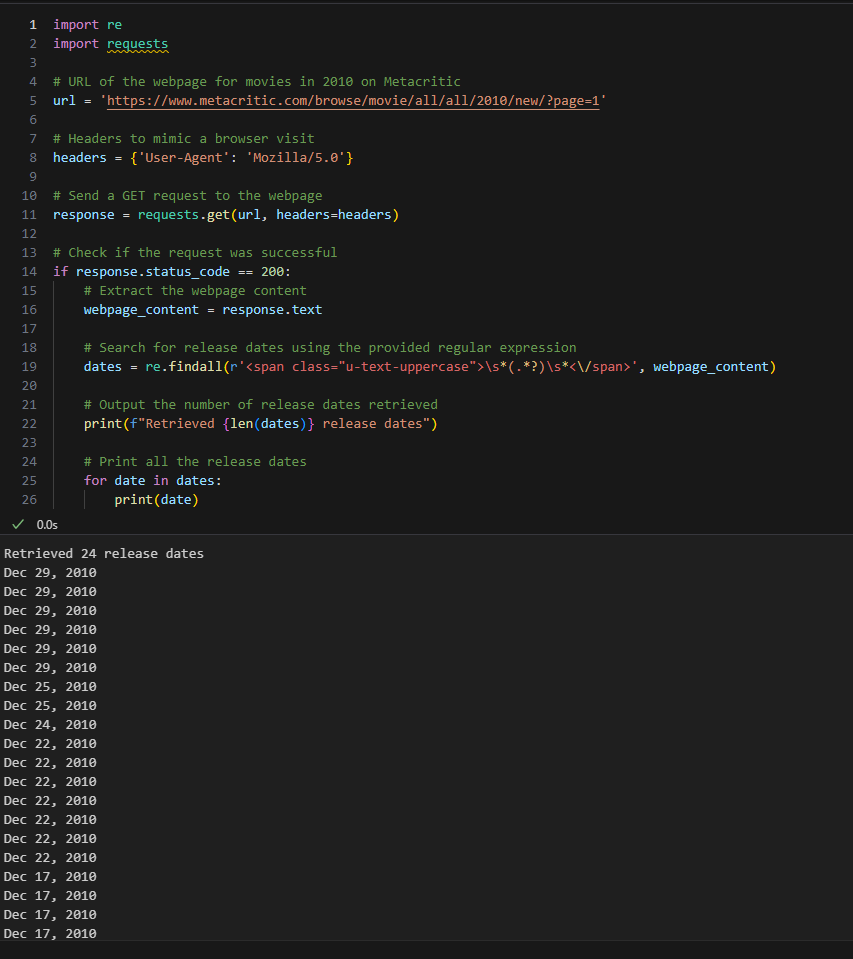 1 import re
2 import requests
3
4 # URL of the webpage for movies in 2010 on Metacritic
5 url = 'https://www.metacritic.com/browse/movie/all/all/2010/new/?page=1'
6
7 # Headers to mimic a browser visit
8 headers = {'User-Agent': 'Mozilla/5.0'}
9
10 # Send a GET request to the webpage
11 response = requests.get(url, headers=headers)
12
13 # Check if the request was successful
14 if response.status_code == 200:
15     # Extract the webpage content
16     webpage_content = response.text
17
18     # Search for release dates using the provided regular expression
19     dates = re.findall(r'<span class="u-text-uppercase">\s*(.*?)\s*<\/span>', webpage_content)
20
21     # Output the number of release dates retrieved
22     print(f"Retrieved {len(dates)} release dates")
23
24     # Print all the release dates
25     for date in dates:
26         print(date)
0.0s
Retrieved 24 release dates
Dec 29, 2010
Dec 29, 2010
Dec 29, 2010
Dec 29, 2010
Dec 29, 2010
Dec 29, 2010
Dec 25, 2010
Dec 25, 2010
Dec 24, 2010
Dec 22, 2010
Dec 22, 2010
Dec 22, 2010
Dec 22, 2010
Dec 22, 2010
Dec 22, 2010
Dec 22, 2010
Dec 17, 2010
Dec 17, 2010
Dec 17, 2010
Dec 17, 2010